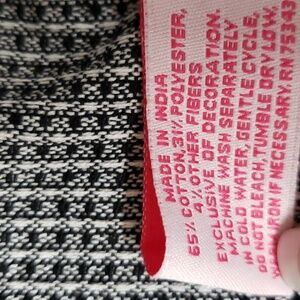 MADE IN INDIA
65% COTTON, 31% POLYESTER,
4% OTHER FIBERS
EXCLUSIVE OF DECORATION.
MACHINE WASH SEPARATELY
IN COLD WATER, GENTLE CYCLE,
DO NOT BLEACH, TUMBLE DRY LOW,
IRON IF NECESSARY. RN 75343